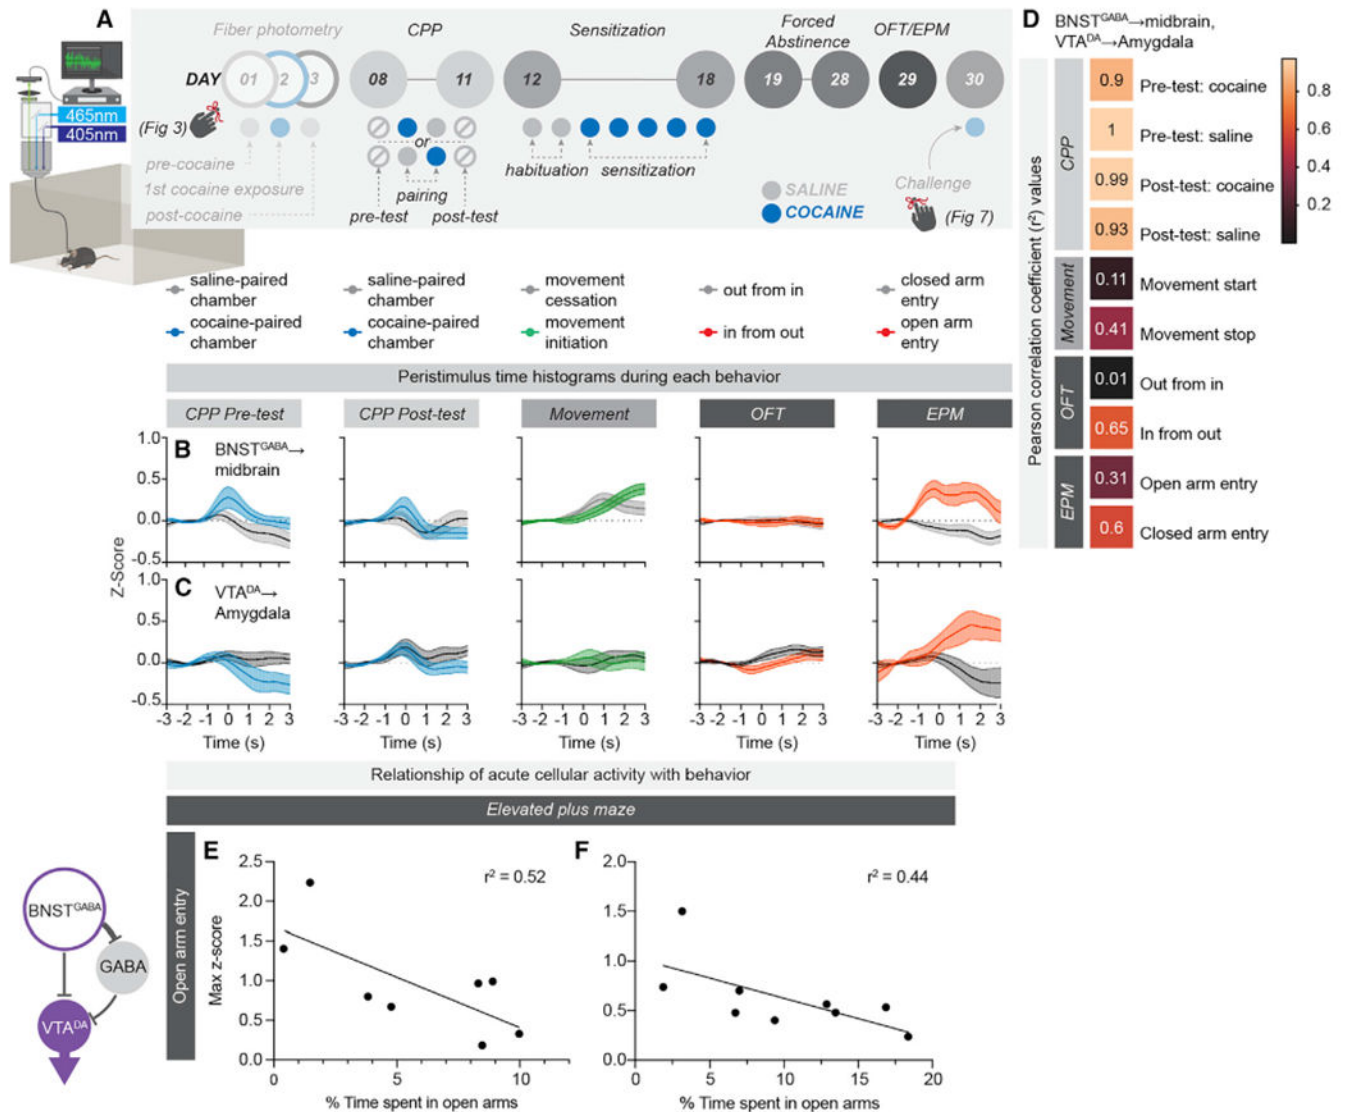 A
Fiber photometry
CPP
Sensitization
Forced
Abstinence
OFT/EPM
DAY
01
2
3
08
11
12
18
19
28
29
30
465nm
405nm
(Fig 3)
pre-cocaine
1st cocaine exposure
post-cocaine
or
pairing
pre-test
post-test
habituation
sensitization
SALINE
COCAINE
Challenge
(Fig 7)
saline-paired
chamber
cocaine-paired
chamber
saline-paired
chamber
cocaine-paired
chamber
movement
cessation
movement
initiation
out from in
in from out
closed arm
entry
open arm
entry
Peristimulus time histograms during each behavior
CPP Pre-test
CPP Post-test
Movement
OFT
EPM
B
BNSTGABA→
midbrain
1.0
0.5
0.0
-0.5
Z-Score
C
VTADA→
Amygdala
1.0
0.5
0.0
-0.5
-3 -2 -1 0 1 2 3
-3 -2 -1 0 1 2 3
-3 -2 -1 0 1 2 3
-3 -2 -1 0 1 2 3
-3 -2 -1 0 1 2 3
Time (s)
Time (s)
Time (s)
Time (s)
Time (s)
D
BNSTGABA→midbrain,
VTADA→Amygdala
Pearson correlation coefficient (r2) values
CPP
Movement
OFT
EPM
0.9 Pre-test: cocaine
1 Pre-test: saline
0.99 Post-test: cocaine
0.93 Post-test: saline
0.11 Movement start
0.41 Movement stop
0.01 Out from in
0.65 In from out
0.31 Open arm entry
0.6 Closed arm entry
0.8
0.6
0.4
0.2
Relationship of acute cellular activity with behavior
Elevated plus maze
Open arm entry
BNSTGABA
GABA
VTADA
E
r2 = 0.52
Max z-score
2.5
2.0
1.5
1.0
0.5
0.0
0 5 10
% Time spent in open arms
F
r2 = 0.44
2.0
1.5
1.0
0.5
0.0
0 5 10 15 20
% Time spent in open arms